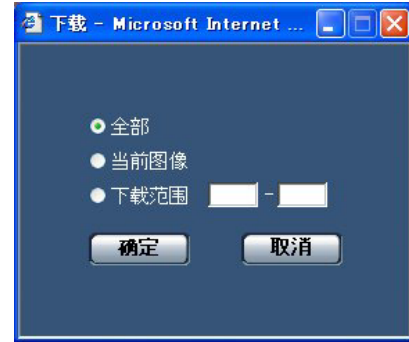 下载 - Microsoft Internet ...
全部
当前图像
下载范围 -
确定 取消